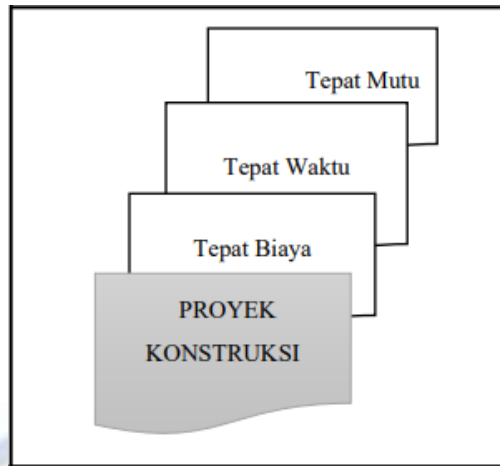 Tepat Mutu
Tepat Waktu
Tepat Biaya
PROYEK
KONSTRUKSI